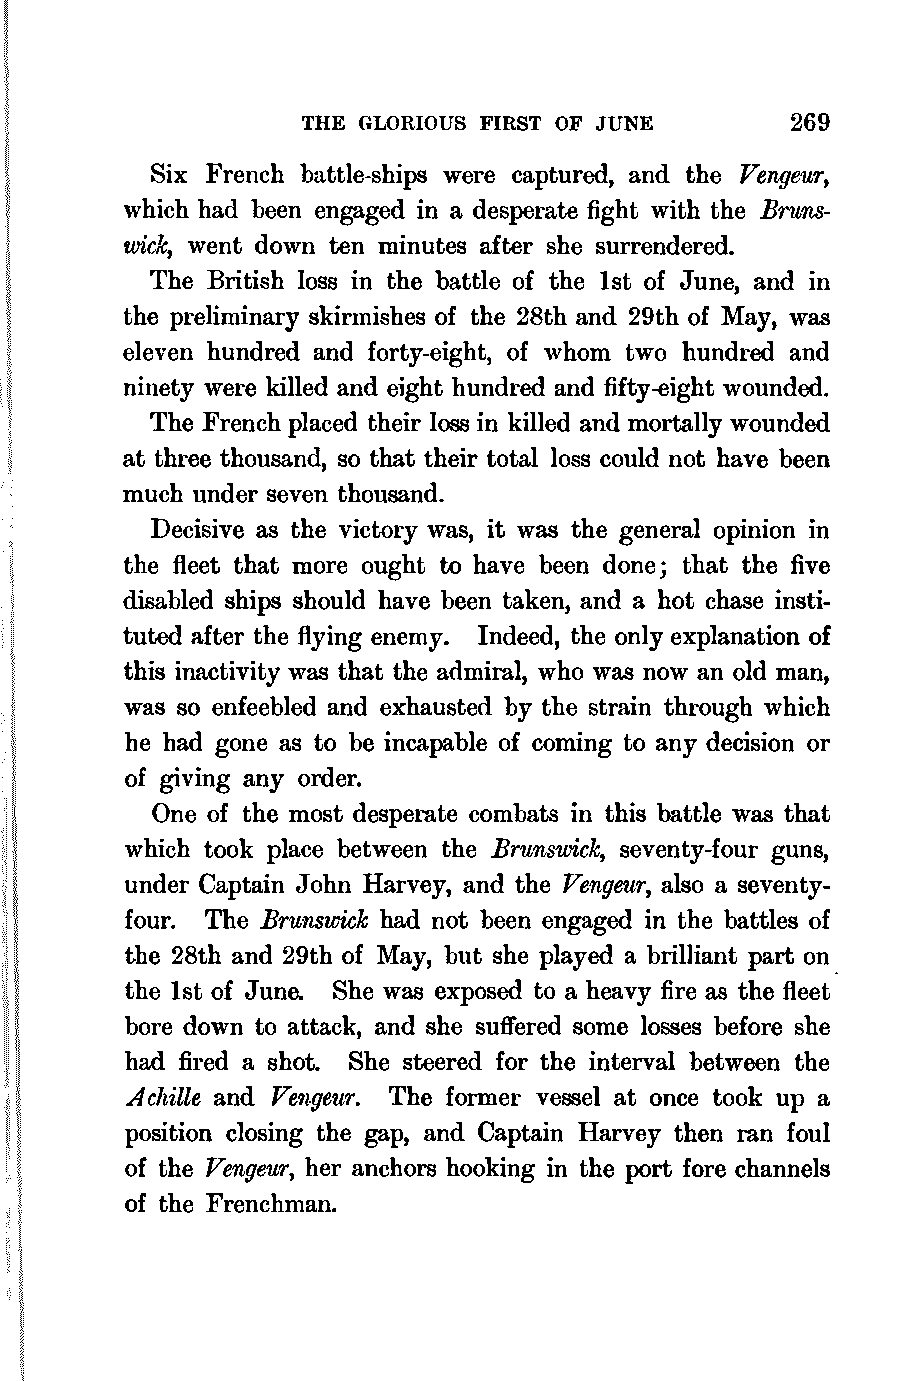 THE GLORIOUS FIRST OF JUNE 269
Six French battle-ships were captured, and the Vengeur,
which had been engaged in a desperate fight with the Bruns-
wick, went down ten minutes after she surrendered.
The British loss in the battle of the 1st of June, and in
the preliminary skirmishes of the 28th and 29th of May, was
eleven hundred and forty-eight, of whom two hundred and
ninety were killed and eight hundred and fifty-eight wounded.
The French placed their loss in killed and mortally wounded
at three thousand, so that their total loss could not have been
much under seven thousand.
Decisive as the victory was, it was the general opinion in
the fleet that more ought to have been done; that the five
disabled ships should have been taken, and a hot chase insti-
tuted after the flying enemy. Indeed, the only explanation of
this inactivity was that the admiral, who was now an old man,
was so enfeebled and exhausted by the strain through which
he had gone as to be incapable of coming to any decision or
of giving any order.
One of the most desperate combats in this battle was that
which took place between the Brunswick, seventy-four guns,
under Captain John Harvey, and the Vengeur, also a seventy-
four. The Brunswick had not been engaged in the battles of
the 28th and 29th of May, but she played a brilliant part on
the 1st of June. She was exposed to a heavy fire as the fleet
bore down to attack, and she suffered some losses before she
had fired a shot. She steered for the interval between the
Achille and Vengeur. The former vessel at once took up a
position closing the gap, and Captain Harvey then ran foul
of the Vengeur, her anchors hooking in the port fore channels
of the Frenchman.